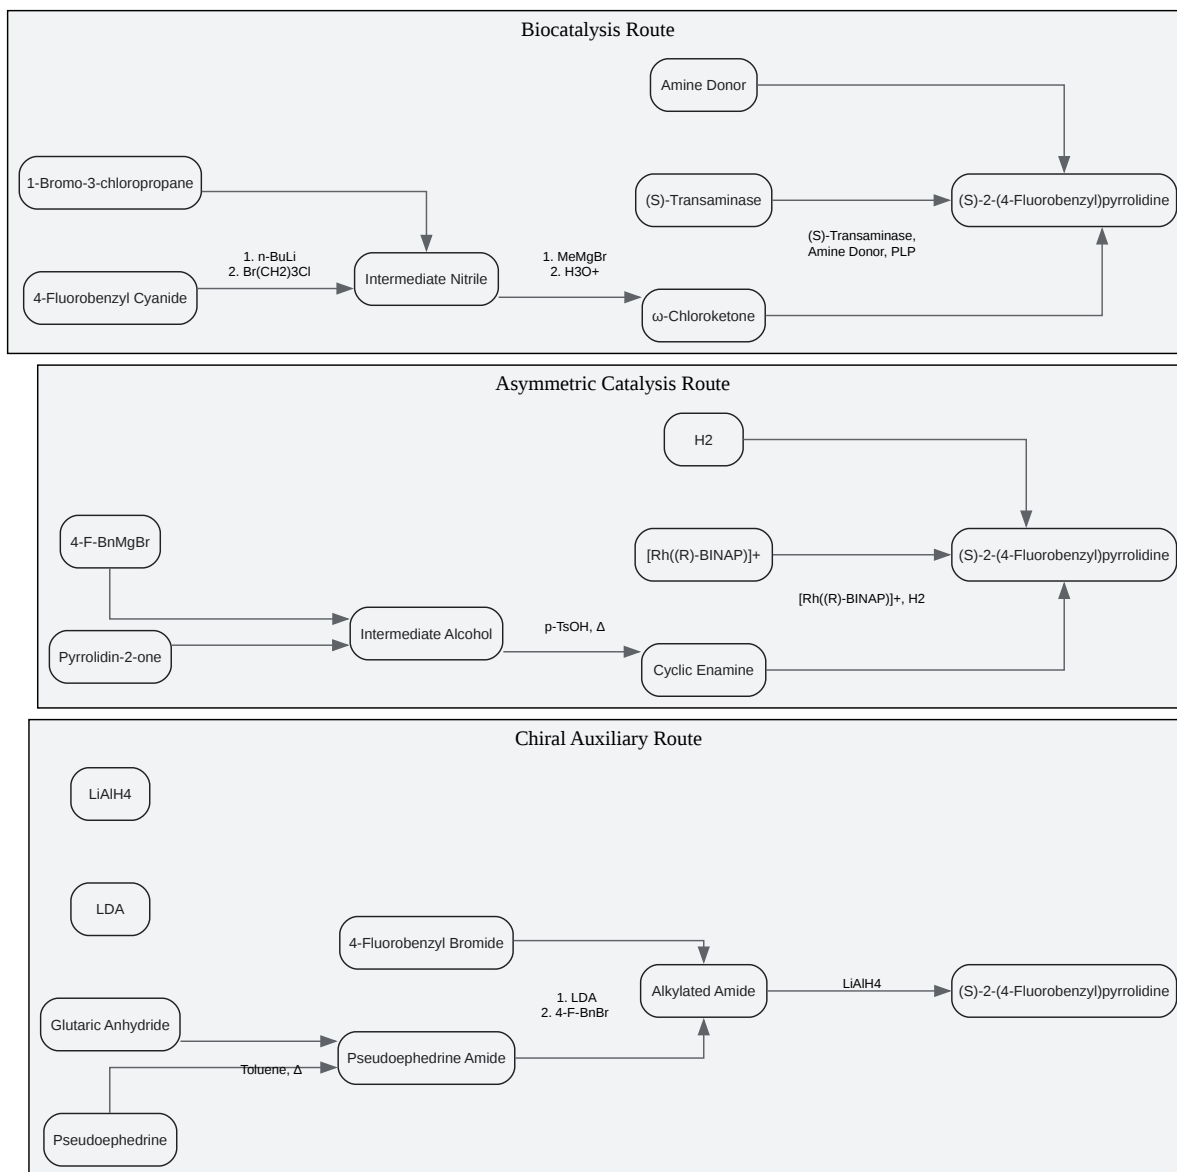 Biocatalysis Route
Amine Donor
1-Bromo-3-chloropropane
(S)-Transaminase
(S)-2-(4-Fluorobenzyl)pyrrolidine
(S)-Transaminase,
Amine Donor, PLP
1. n-BuLi
2. Br(CH2)3Cl
1. MeMgBr
2. H3O+
Intermediate Nitrile
4-Fluorobenzyl Cyanide
ω-Chloroketone
Asymmetric Catalysis Route
H2
4-F-BnMgBr
[Rh((R)-BINAP)]+
(S)-2-(4-Fluorobenzyl)pyrrolidine
[Rh((R)-BINAP)]+, H2
Intermediate Alcohol
p-TsOH, Δ
Pyrrolidin-2-one
Cyclic Enamine
Chiral Auxiliary Route
LiAlH4
LDA
4-Fluorobenzyl Bromide
Alkylated Amide
LiAlH4
(S)-2-(4-Fluorobenzyl)pyrrolidine
1. LDA
2. 4-F-BnBr
Glutaric Anhydride
Pseudoephedrine Amide
Toluene, Δ
Pseudoephedrine